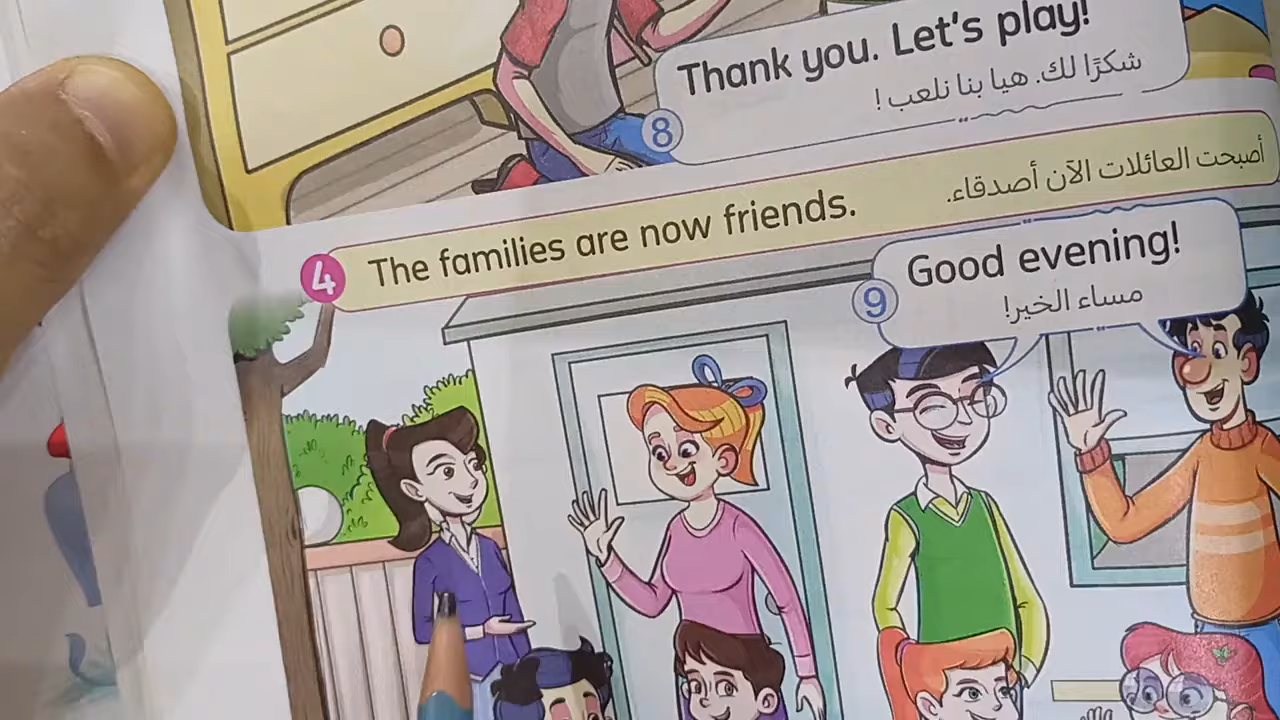 Thank you. Let's play!
شكرًا لك. هيا بنا نلعب!
8
4 The families are now friends.
أصبحت العائلات الآن أصدقاء.
9 Good evening!
مساء الخير!